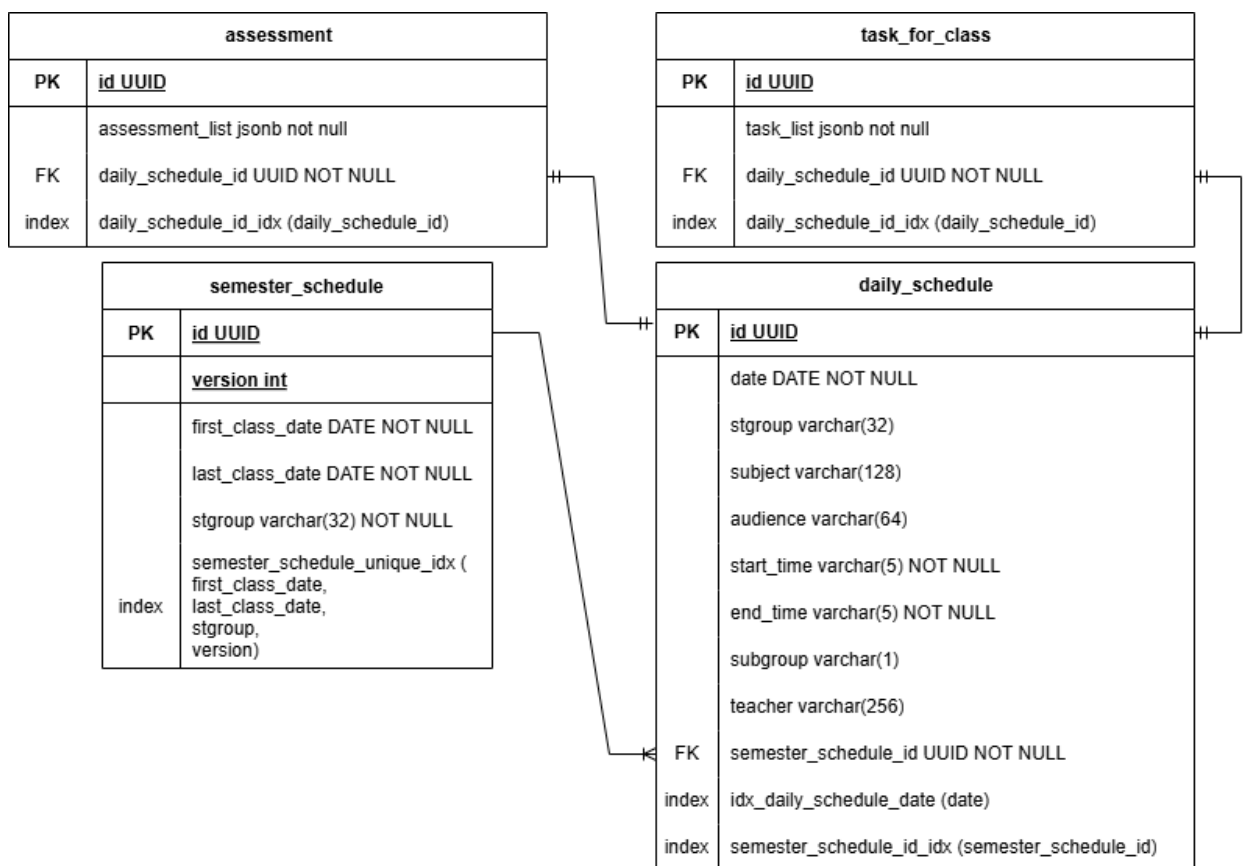 assessment
PK id UUID
assessment_list jsonb not null
FK daily_schedule_id UUID NOT NULL
index daily_schedule_id_idx (daily_schedule_id)
task_for_class
PK id UUID
task_list jsonb not null
FK daily_schedule_id UUID NOT NULL
index daily_schedule_id_idx (daily_schedule_id)
semester_schedule
PK id UUID
version int
first_class_date DATE NOT NULL
last_class_date DATE NOT NULL
stgroup varchar(32) NOT NULL
semester_schedule_unique_idx (
first_class_date,
index last_class_date,
stgroup,
version)
daily_schedule
PK id UUID
date DATE NOT NULL
stgroup varchar(32)
subject varchar(128)
audience varchar(64)
start_time varchar(5) NOT NULL
end_time varchar(5) NOT NULL
subgroup varchar(1)
teacher varchar(256)
FK semester_schedule_id UUID NOT NULL
index idx_daily_schedule_date (date)
index semester_schedule_id_idx (semester_schedule_id)